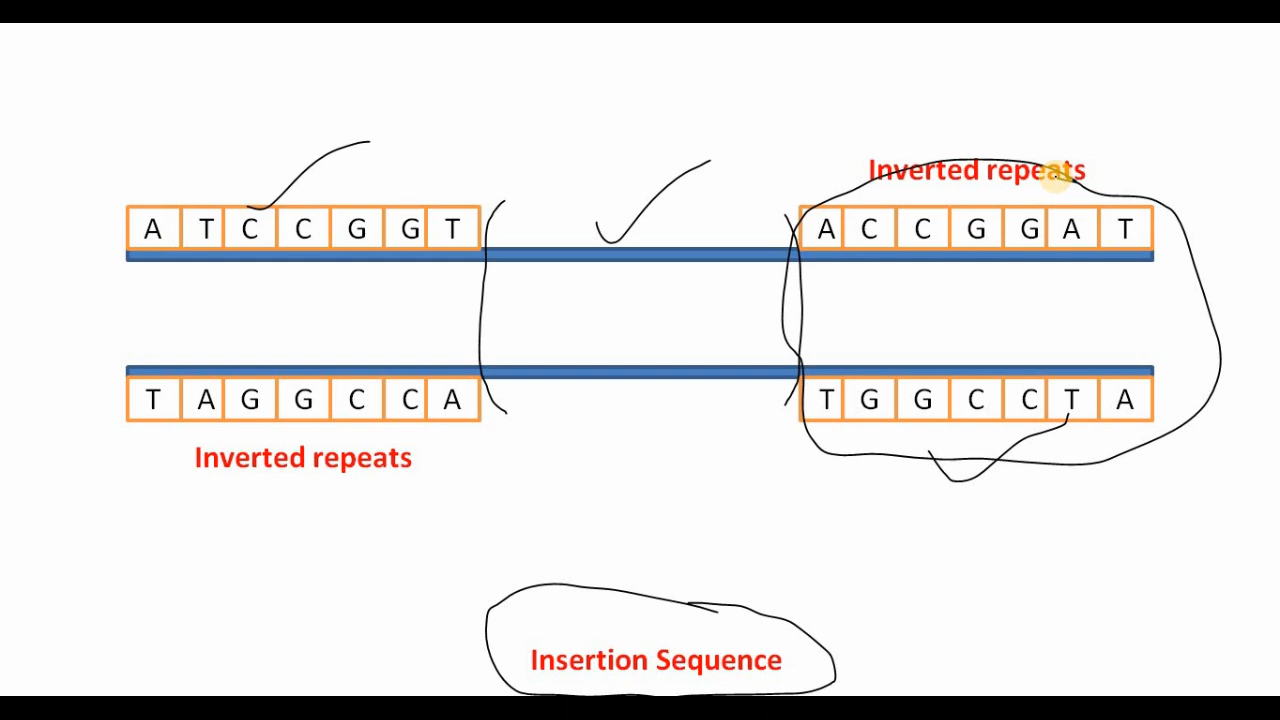 Inverted repeats
A T C C G G T A C C G G A T
T A G G C C A T G G C C T A
Inverted repeats
Insertion Sequence